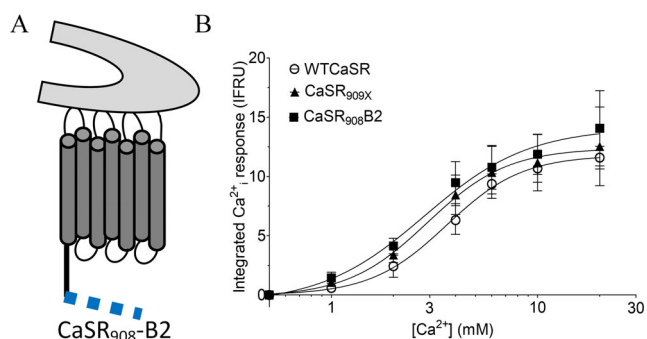 A
CaSR908-B2
B
Integrated Ca2+i response (IFRU)
20
15
10
5
0
WTCaSR
CaSR909X
CaSR908B2
1
3
10
30
[Ca2+] (mM)